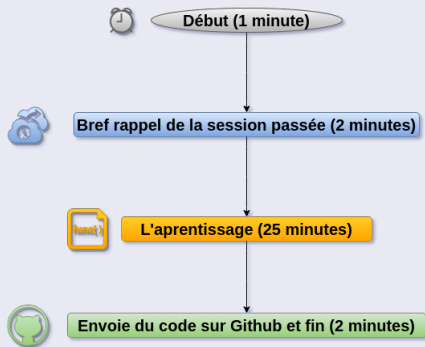 Début (1 minute)
Bref rappel de la session passée (2 minutes)
funct()
L'aprentissage (25 minutes)
Envoie du code sur Github et fin (2 minutes)